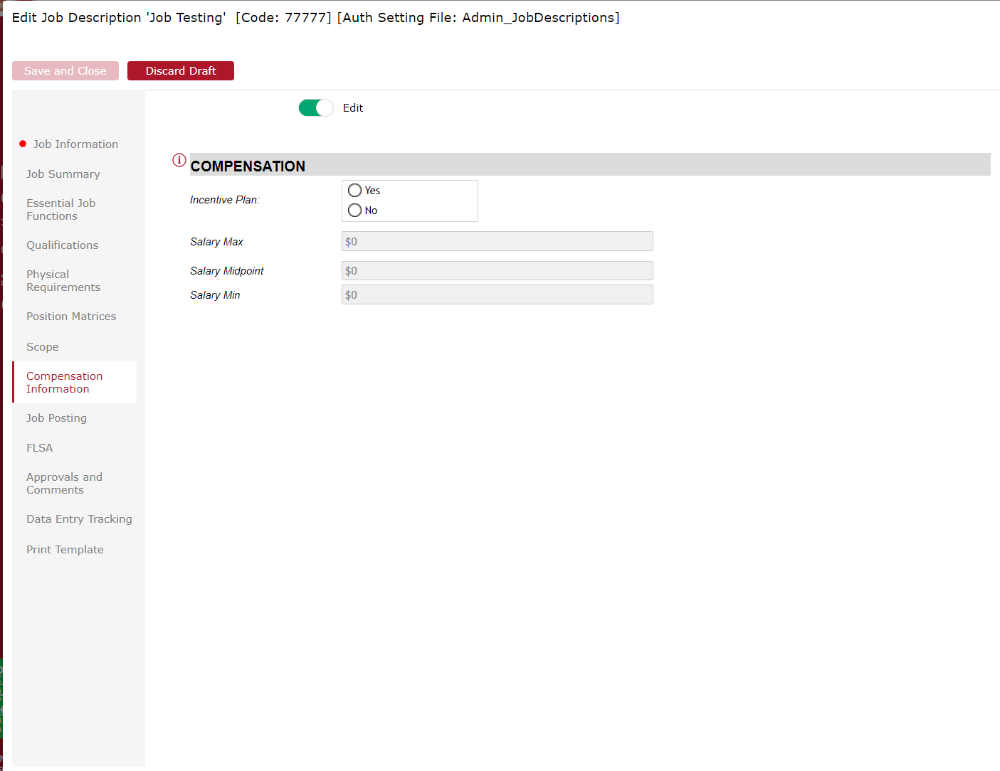 Edit Job Description 'Job Testing'  [Code: 77777] [Auth Setting File: Admin_JobDescriptions]
Save and Close
Discard Draft
Edit
Job Information
Job Summary
Essential Job
Functions
Qualifications
Physical
Requirements
Position Matrices
Scope
Compensation
Information
Job Posting
FLSA
Approvals and
Comments
Data Entry Tracking
Print Template
COMPENSATION
Incentive Plan:
Yes
No
Salary Max
$0
Salary Midpoint
$0
Salary Min
$0